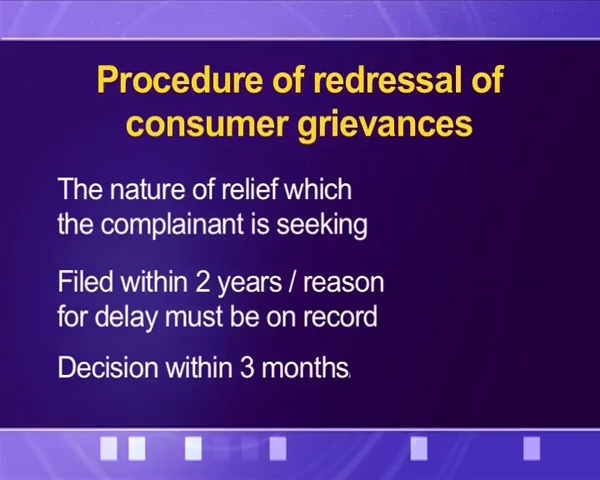 Procedure of redressal of
consumer grievances
The nature of relief which
the complainant is seeking
Filed within 2 years / reason
for delay must be on record
Decision within 3 months